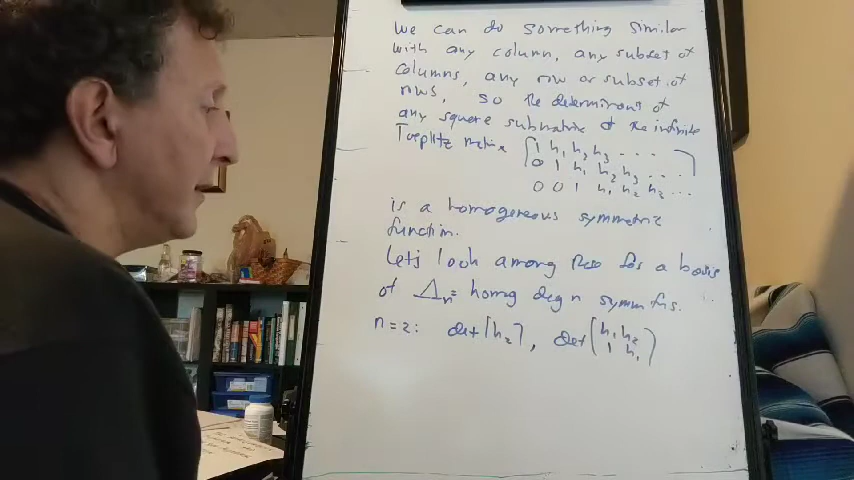 We can do something similar
with any column, any subset of
columns, any row or subset of
rows, so the determinant of
any square submatrix of the infinite
Toeplitz matrix [1 h₁ h₂ h₃ ....
0 1 h₁ h₂ h₃ ....
0 0 1 h₁ h₂ h₃ ...
is a homogeneous symmetric
function.
Let's look among these for a basis
of Λₙ = homog deg n symm fns.
n=2: det[h₂], det(h₁ h₂
1 h₁)